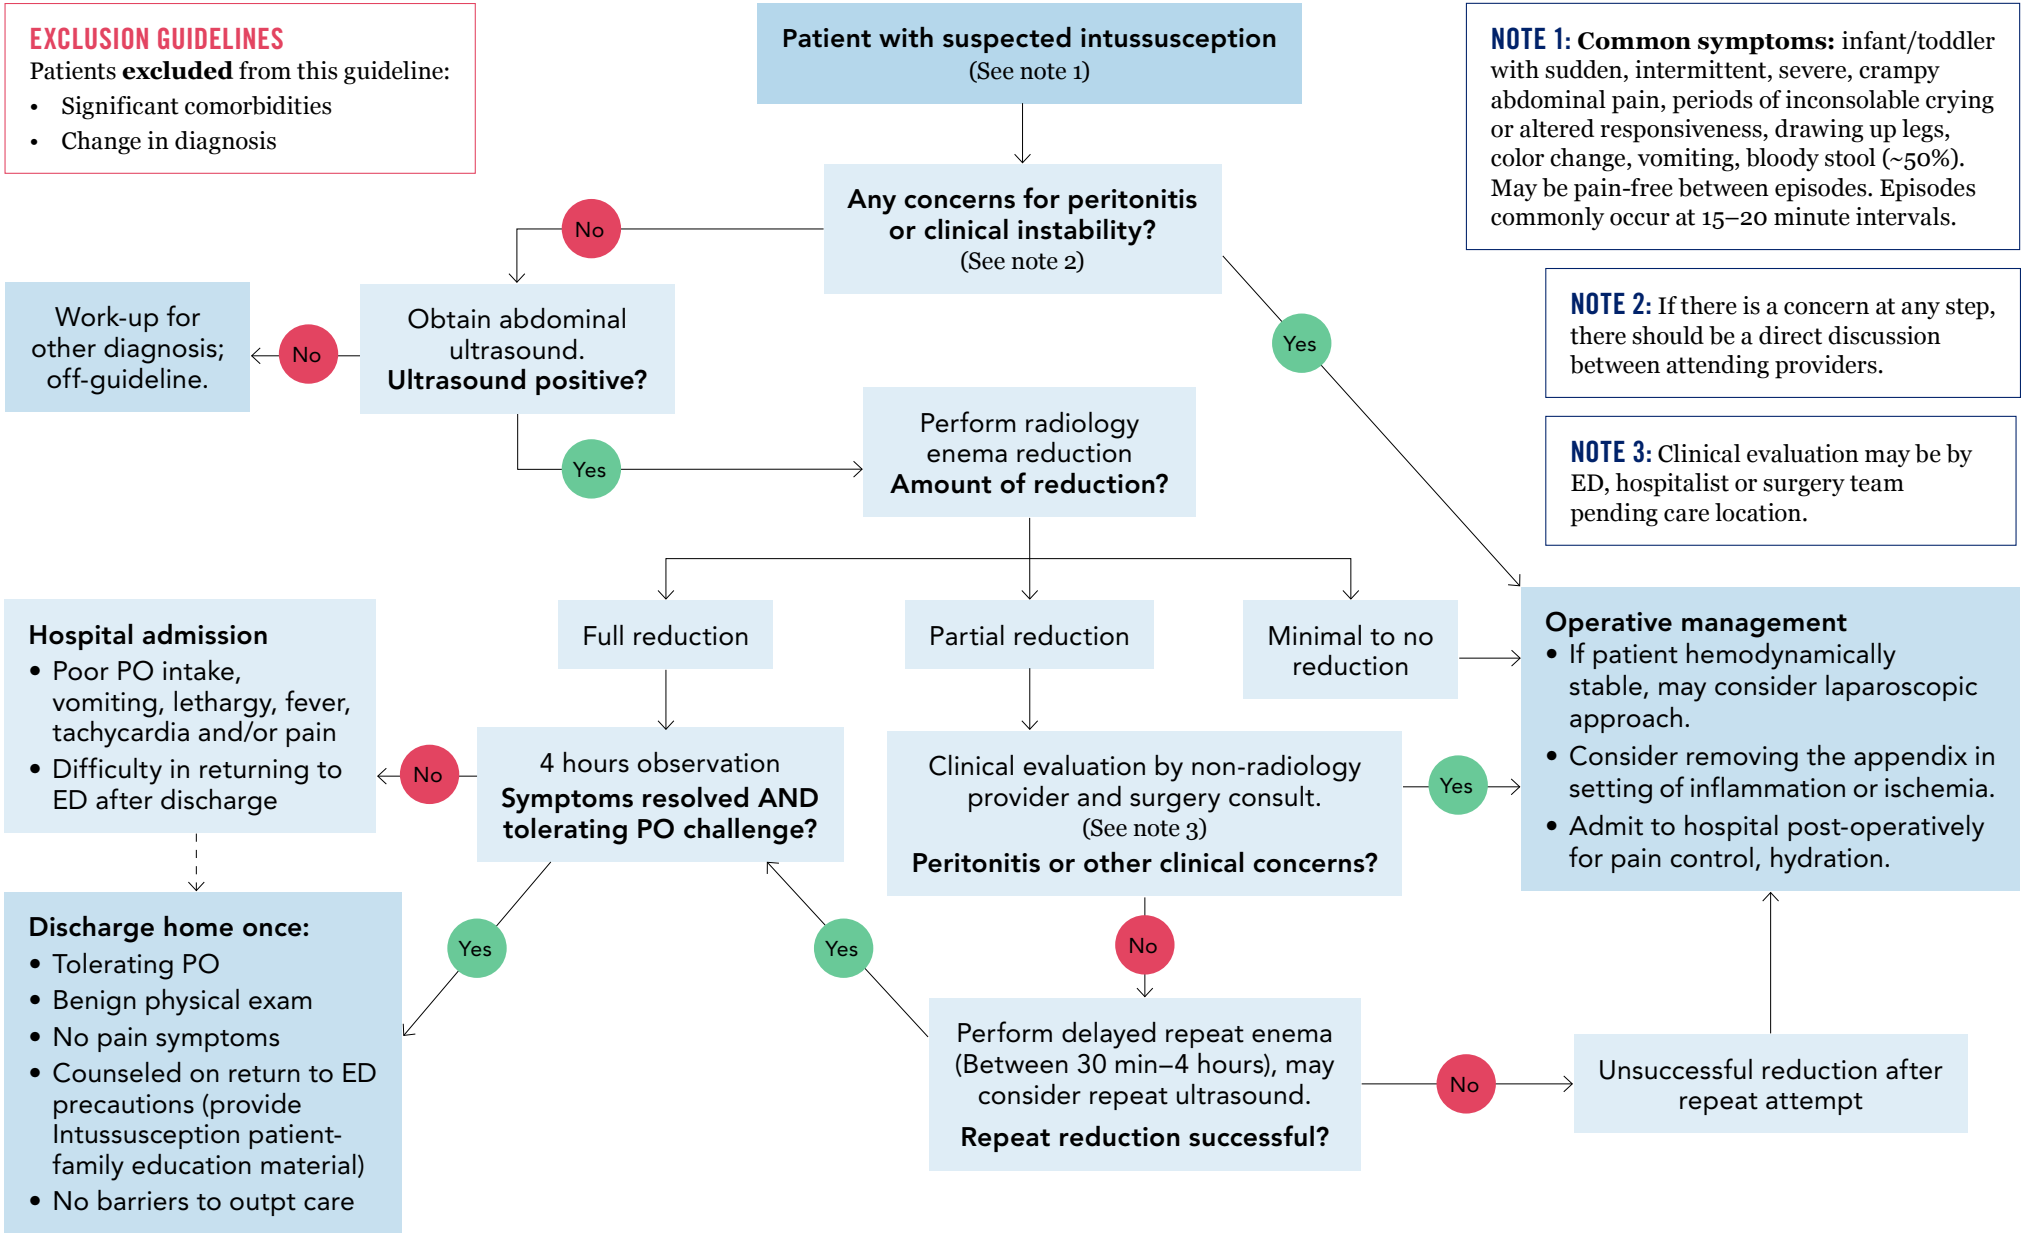 EXCLUSION GUIDELINES
Patients excluded from this guideline:
• Significant comorbidities
• Change in diagnosis
Patient with suspected intussusception
(See note 1)
NOTE 1: Common symptoms: infant/toddler
with sudden, intermittent, severe, crampy
abdominal pain, periods of inconsolable crying
or altered responsiveness, drawing up legs,
color change, vomiting, bloody stool (~50%).
May be pain-free between episodes. Episodes
commonly occur at 15–20 minute intervals.
Any concerns for peritonitis
or clinical instability?
(See note 2)
No
Yes
NOTE 2: If there is a concern at any step,
there should be a direct discussion
between attending providers.
Work-up for
other diagnosis;
off-guideline.
No
Obtain abdominal
ultrasound.
Ultrasound positive?
Yes
Perform radiology
enema reduction
Amount of reduction?
NOTE 3: Clinical evaluation may be by
ED, hospitalist or surgery team
pending care location.
Full reduction
Partial reduction
Minimal to no
reduction
Operative management
• If patient hemodynamically
stable, may consider laparoscopic
approach.
• Consider removing the appendix in
setting of inflammation or ischemia.
• Admit to hospital post-operatively
for pain control, hydration.
Hospital admission
• Poor PO intake,
vomiting, lethargy, fever,
tachycardia and/or pain
• Difficulty in returning to
ED after discharge
No
4 hours observation
Symptoms resolved AND
tolerating PO challenge?
Clinical evaluation by non-radiology
provider and surgery consult.
(See note 3)
Peritonitis or other clinical concerns?
Yes
Discharge home once:
• Tolerating PO
• Benign physical exam
• No pain symptoms
• Counseled on return to ED
precautions (provide
Intussusception patient-
family education material)
• No barriers to outpt care
Yes
Yes
No
Perform delayed repeat enema
(Between 30 min–4 hours), may
consider repeat ultrasound.
Repeat reduction successful?
No
Unsuccessful reduction after
repeat attempt